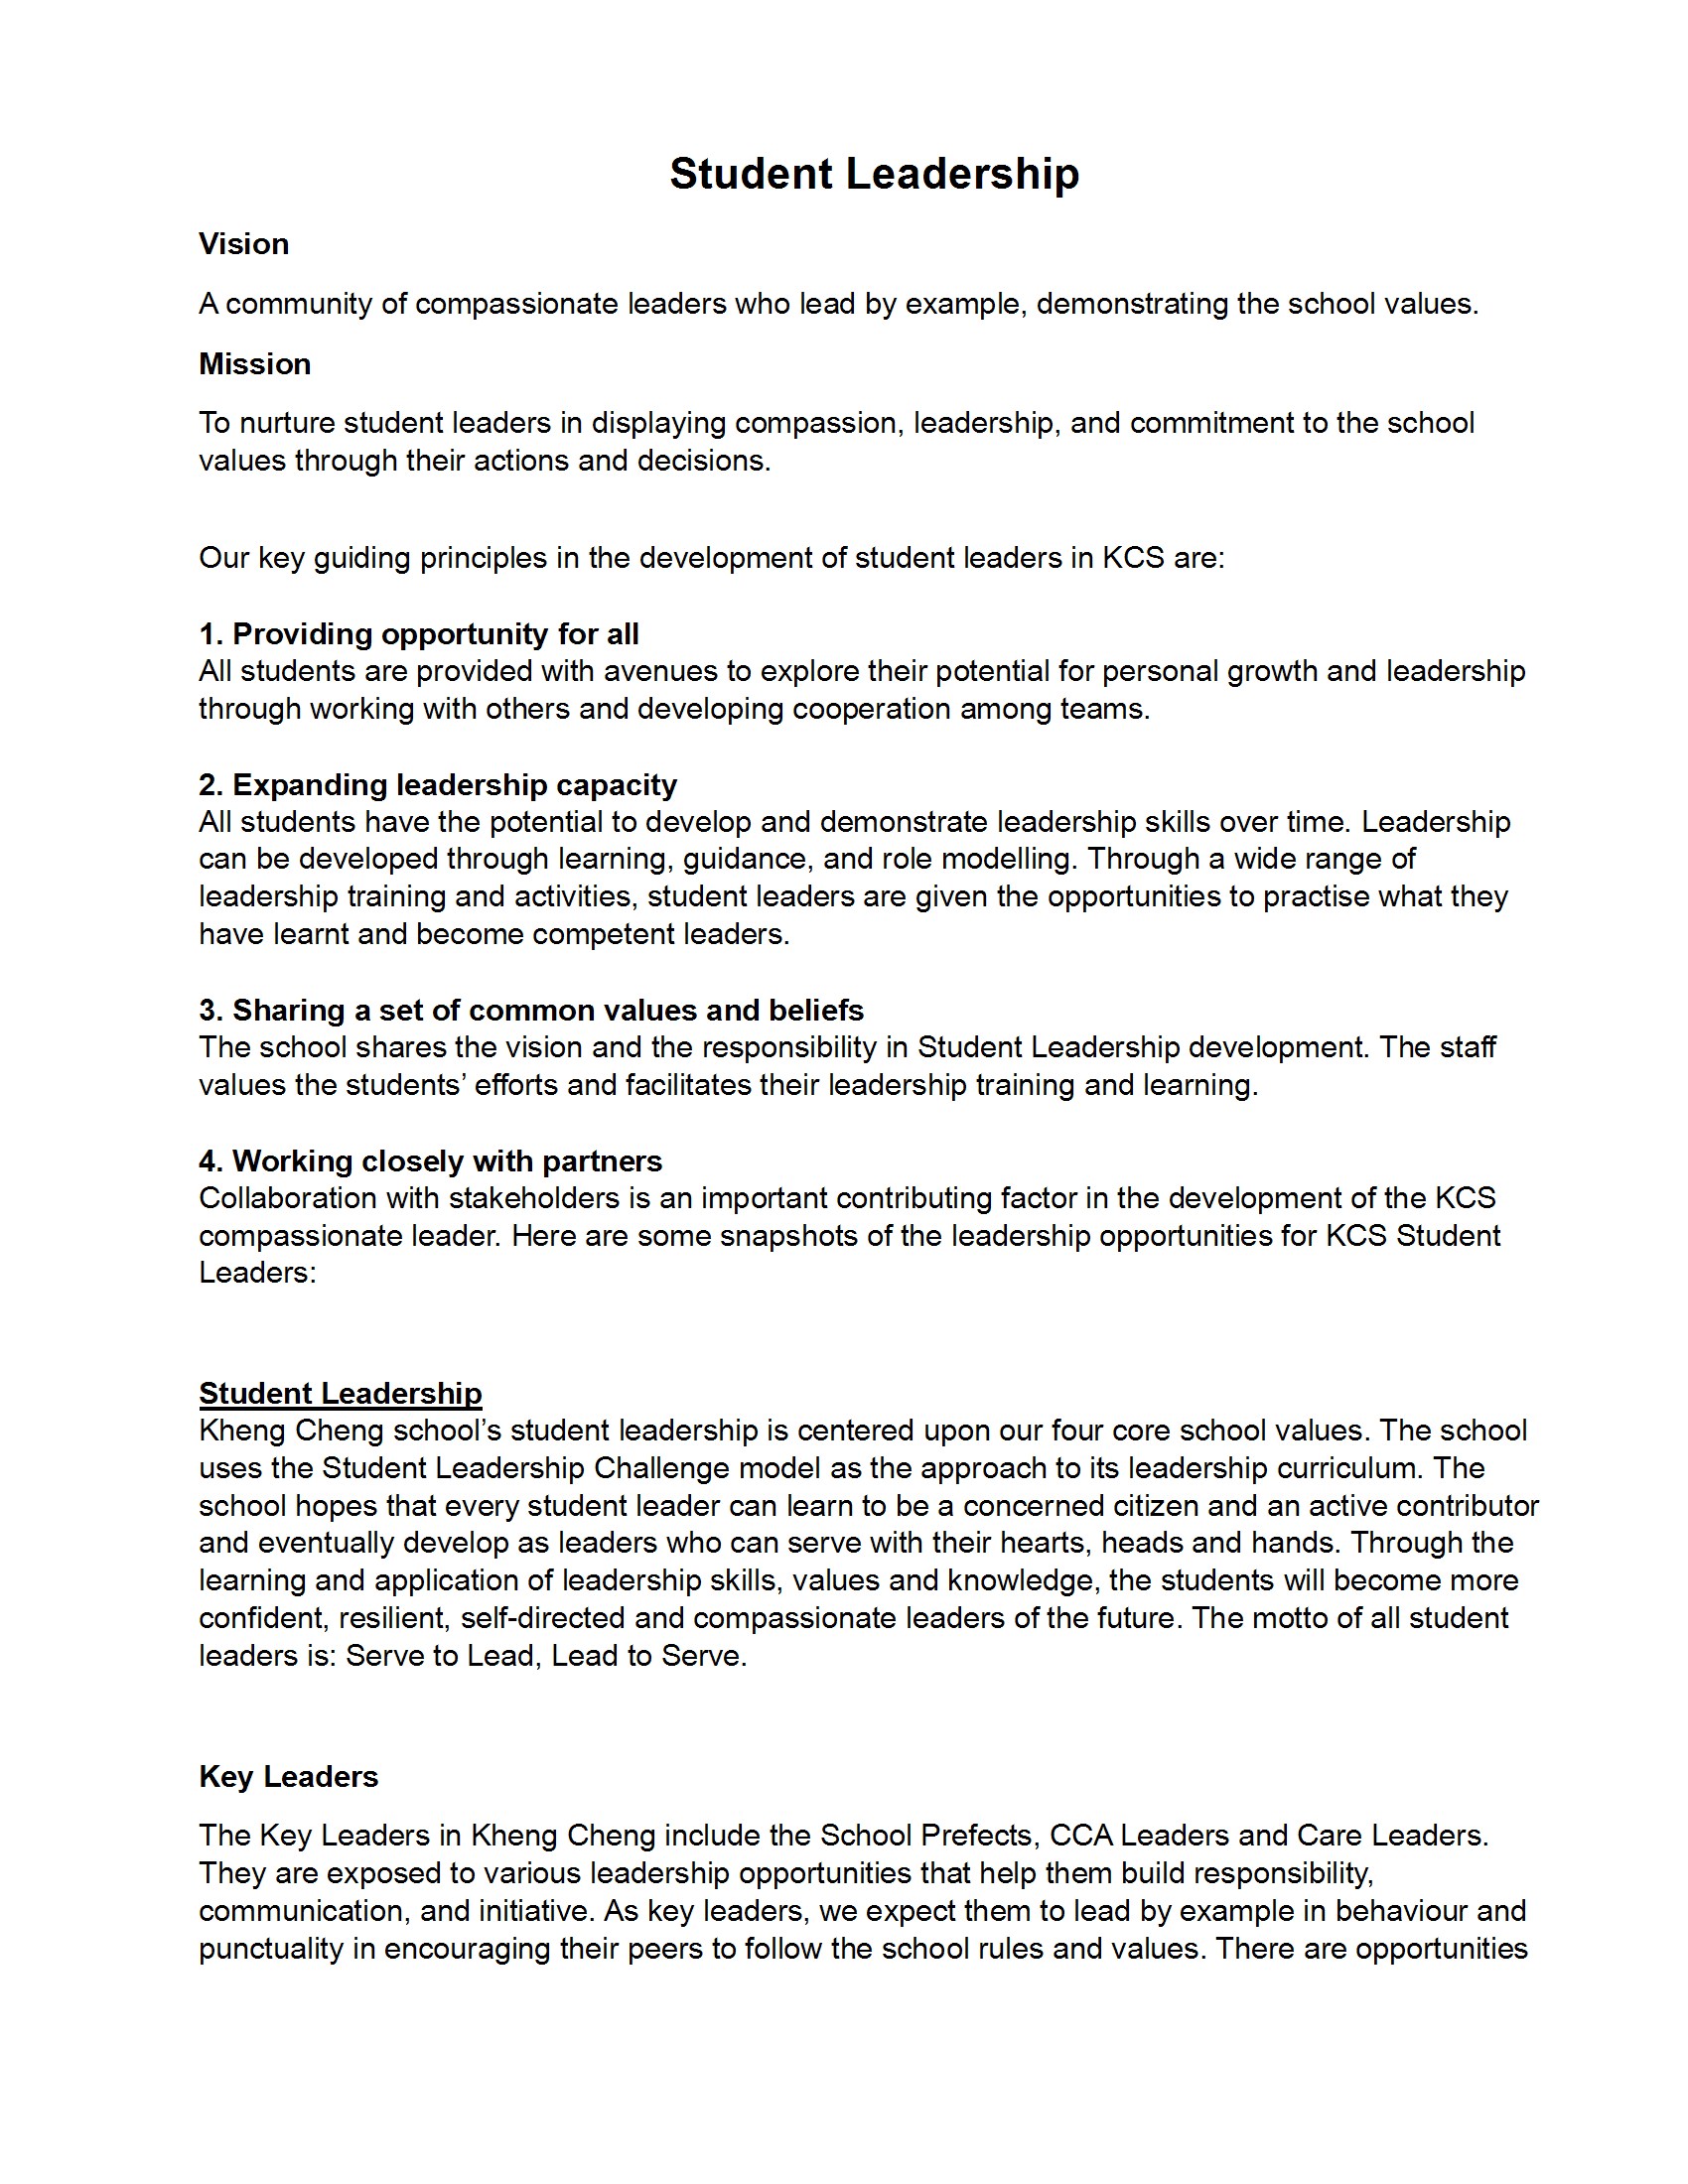 Student Leadership
Vision
A community of compassionate leaders who lead by example, demonstrating the school values.
Mission
To nurture student leaders in displaying compassion, leadership, and commitment to the school
values through their actions and decisions.
Our key guiding principles in the development of student leaders in KCS are:
1. Providing opportunity for all
All students are provided with avenues to explore their potential for personal growth and leadership
through working with others and developing cooperation among teams.
2. Expanding leadership capacity
All students have the potential to develop and demonstrate leadership skills over time. Leadership
can be developed through learning, guidance, and role modelling. Through a wide range of
leadership training and activities, student leaders are given the opportunities to practise what they
have learnt and become competent leaders.
3. Sharing a set of common values and beliefs
The school shares the vision and the responsibility in Student Leadership development. The staff
values the students’ efforts and facilitates their leadership training and learning.
4. Working closely with partners
Collaboration with stakeholders is an important contributing factor in the development of the KCS
compassionate leader. Here are some snapshots of the leadership opportunities for KCS Student
Leaders:
Student Leadership
Kheng Cheng school’s student leadership is centered upon our four core school values. The school
uses the Student Leadership Challenge model as the approach to its leadership curriculum. The
school hopes that every student leader can learn to be a concerned citizen and an active contributor
and eventually develop as leaders who can serve with their hearts, heads and hands. Through the
learning and application of leadership skills, values and knowledge, the students will become more
confident, resilient, self-directed and compassionate leaders of the future. The motto of all student
leaders is: Serve to Lead, Lead to Serve.
Key Leaders
The Key Leaders in Kheng Cheng include the School Prefects, CCA Leaders and Care Leaders.
They are exposed to various leadership opportunities that help them build responsibility,
communication, and initiative. As key leaders, we expect them to lead by example in behaviour and
punctuality in encouraging their peers to follow the school rules and values. There are opportunities